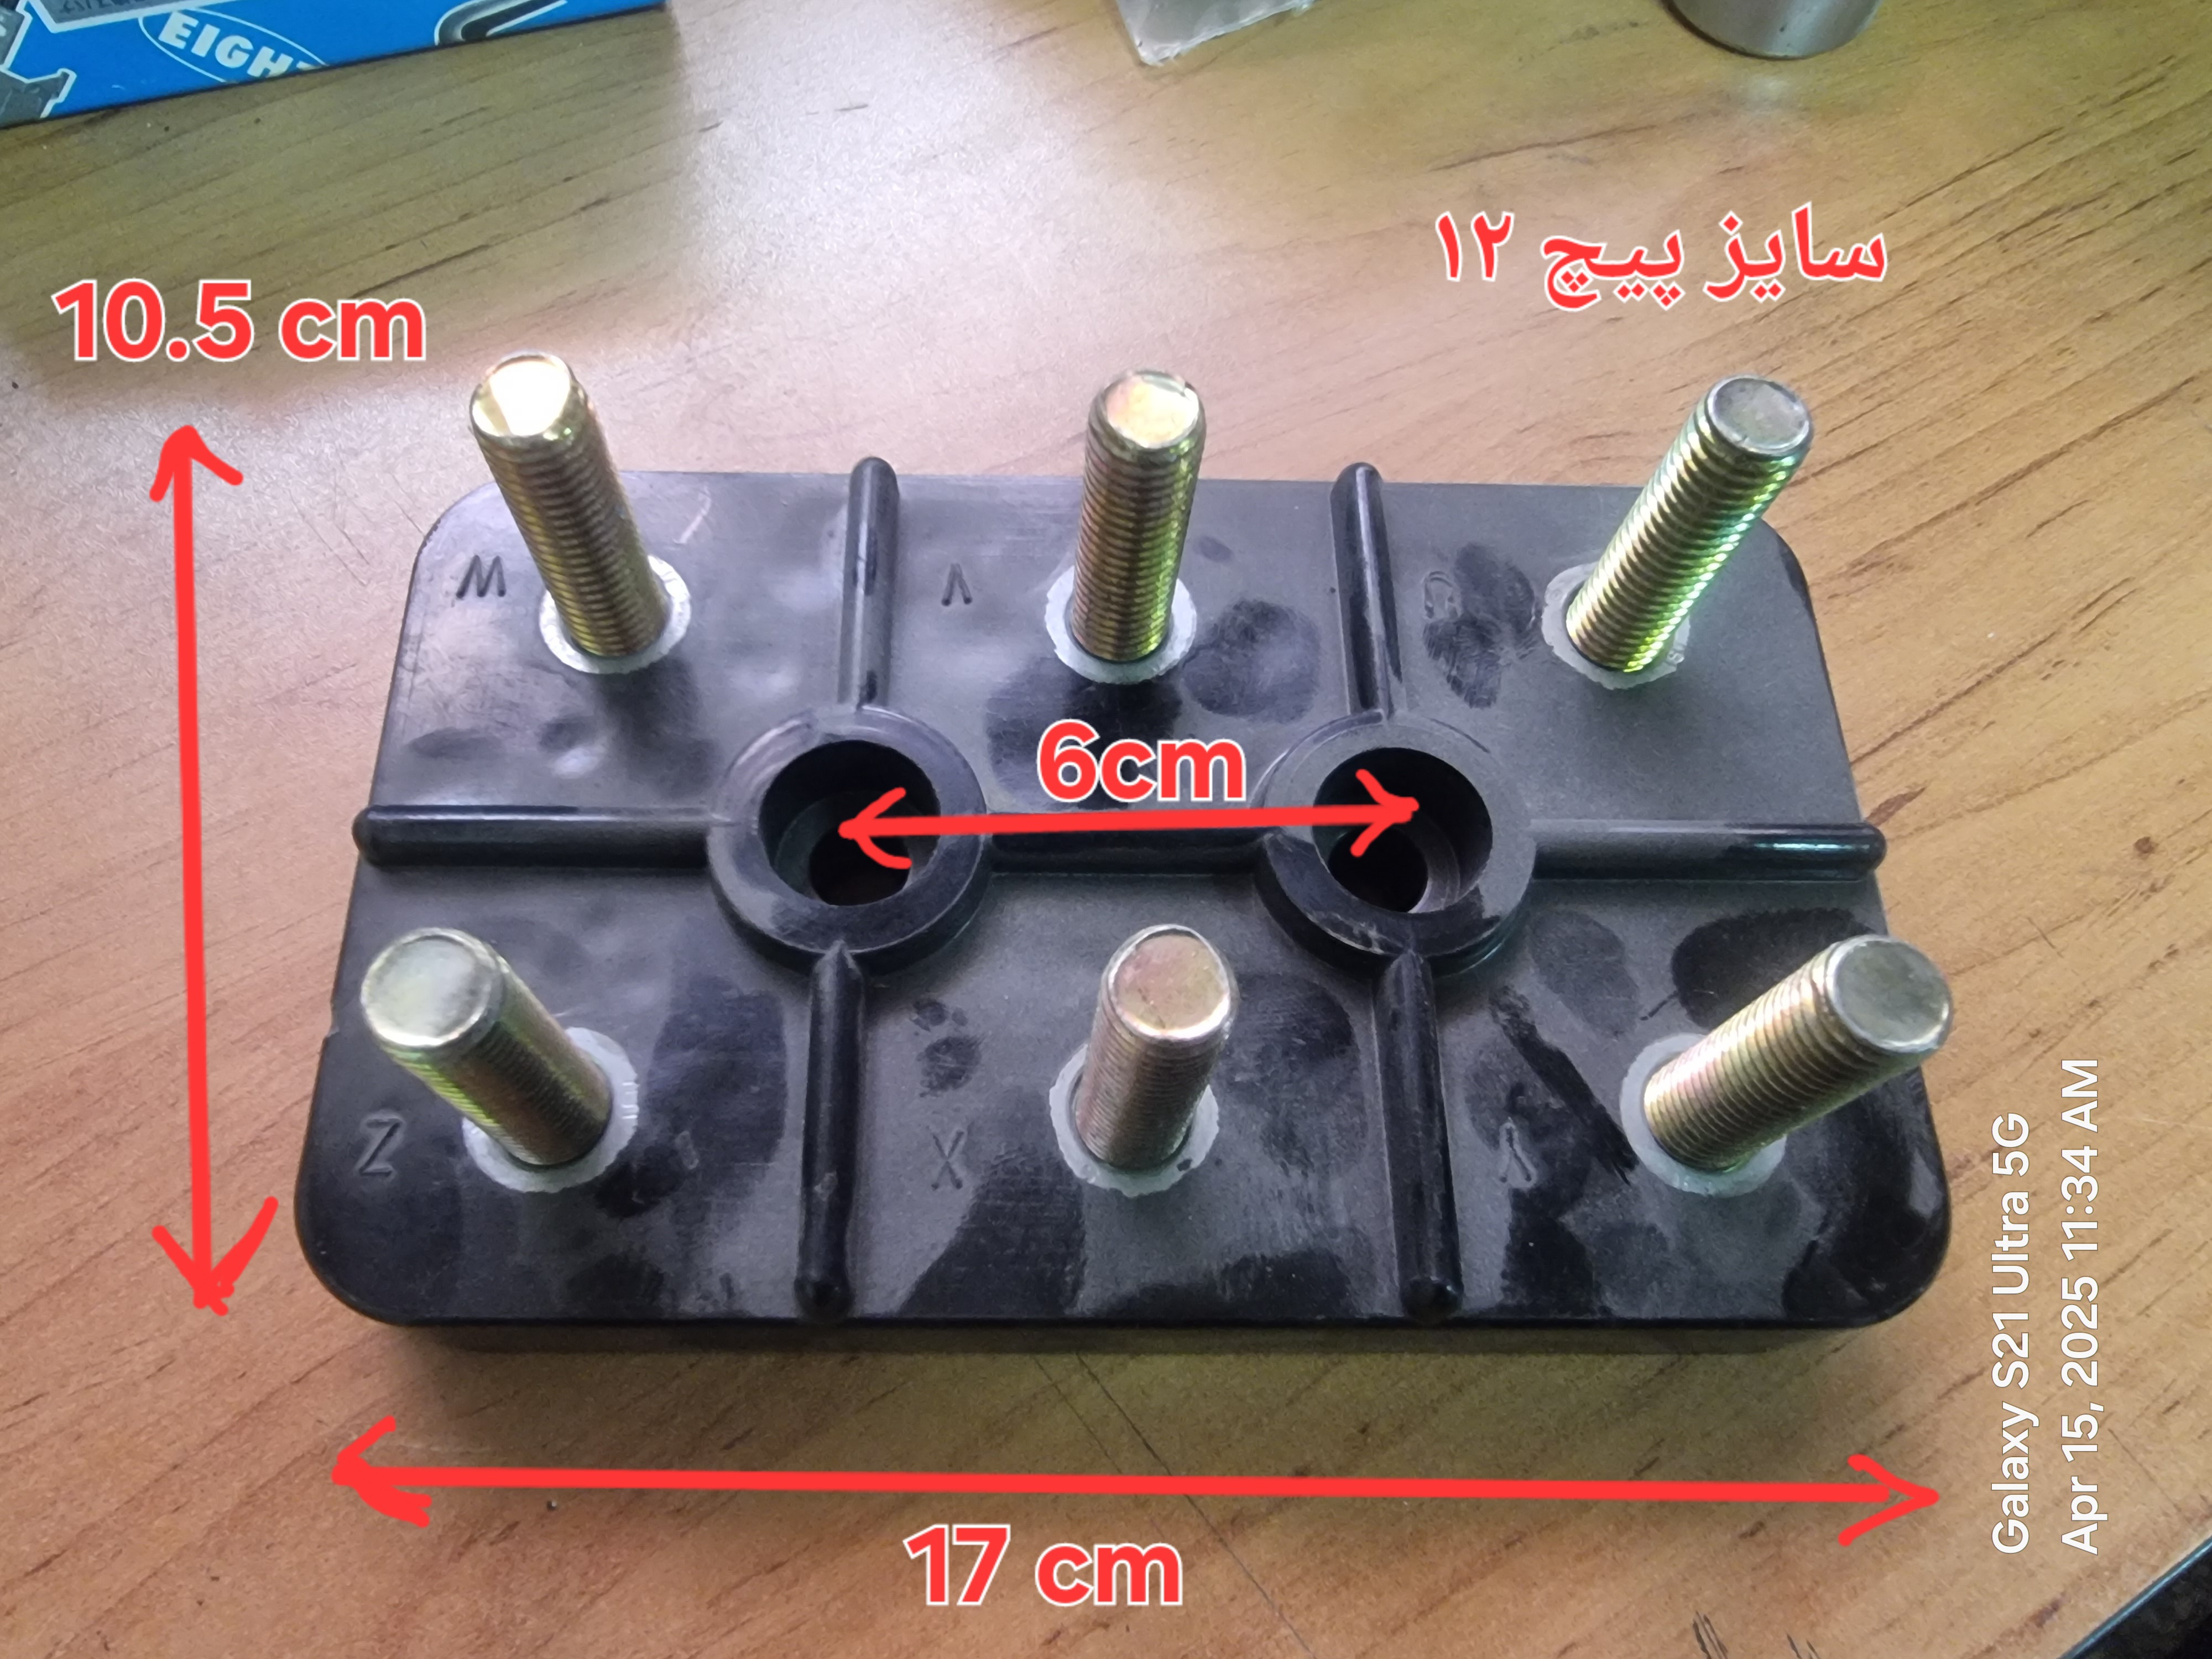 EIGHT
سایز پیچ ۱۲
10.5 cm
W
V
U
6cm
Z
X
Y
17 cm
Galaxy S21 Ultra 5G
Apr 15, 2025 11:34 AM